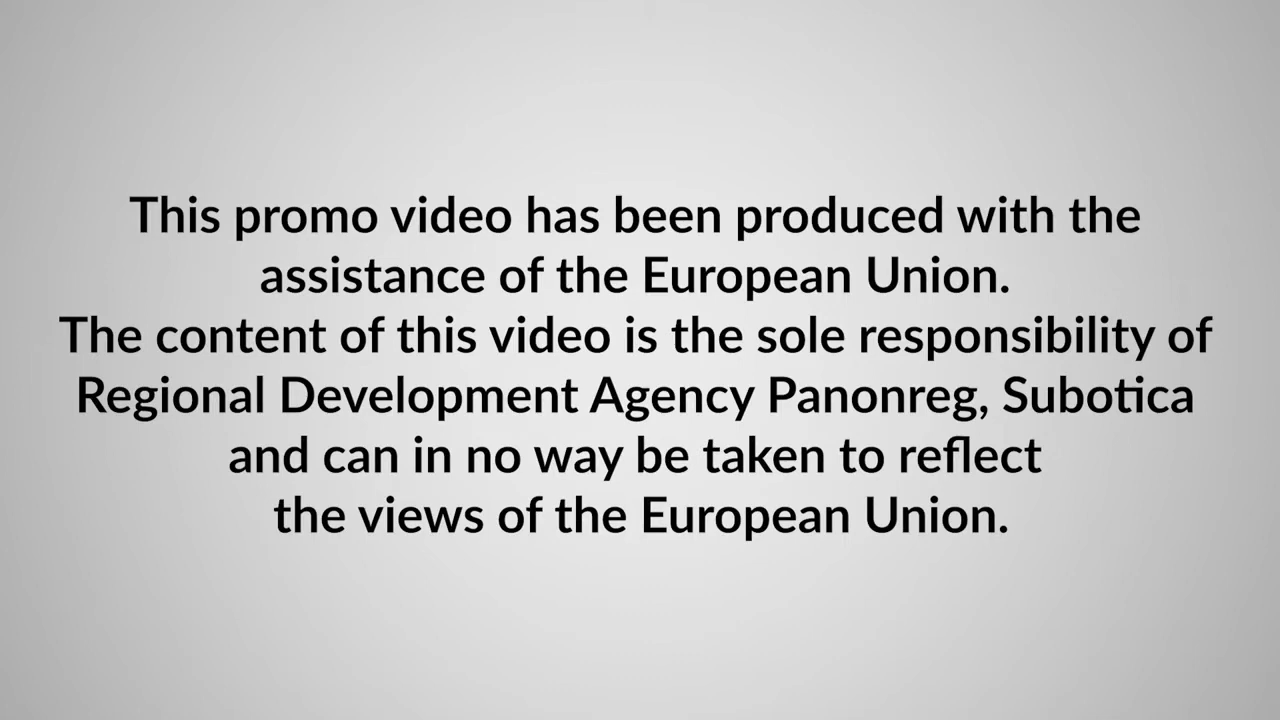 This promo video has been produced with the
assistance of the European Union.
The content of this video is the sole responsibility of
Regional Development Agency Panonreg, Subotica
and can in no way be taken to reflect
the views of the European Union.